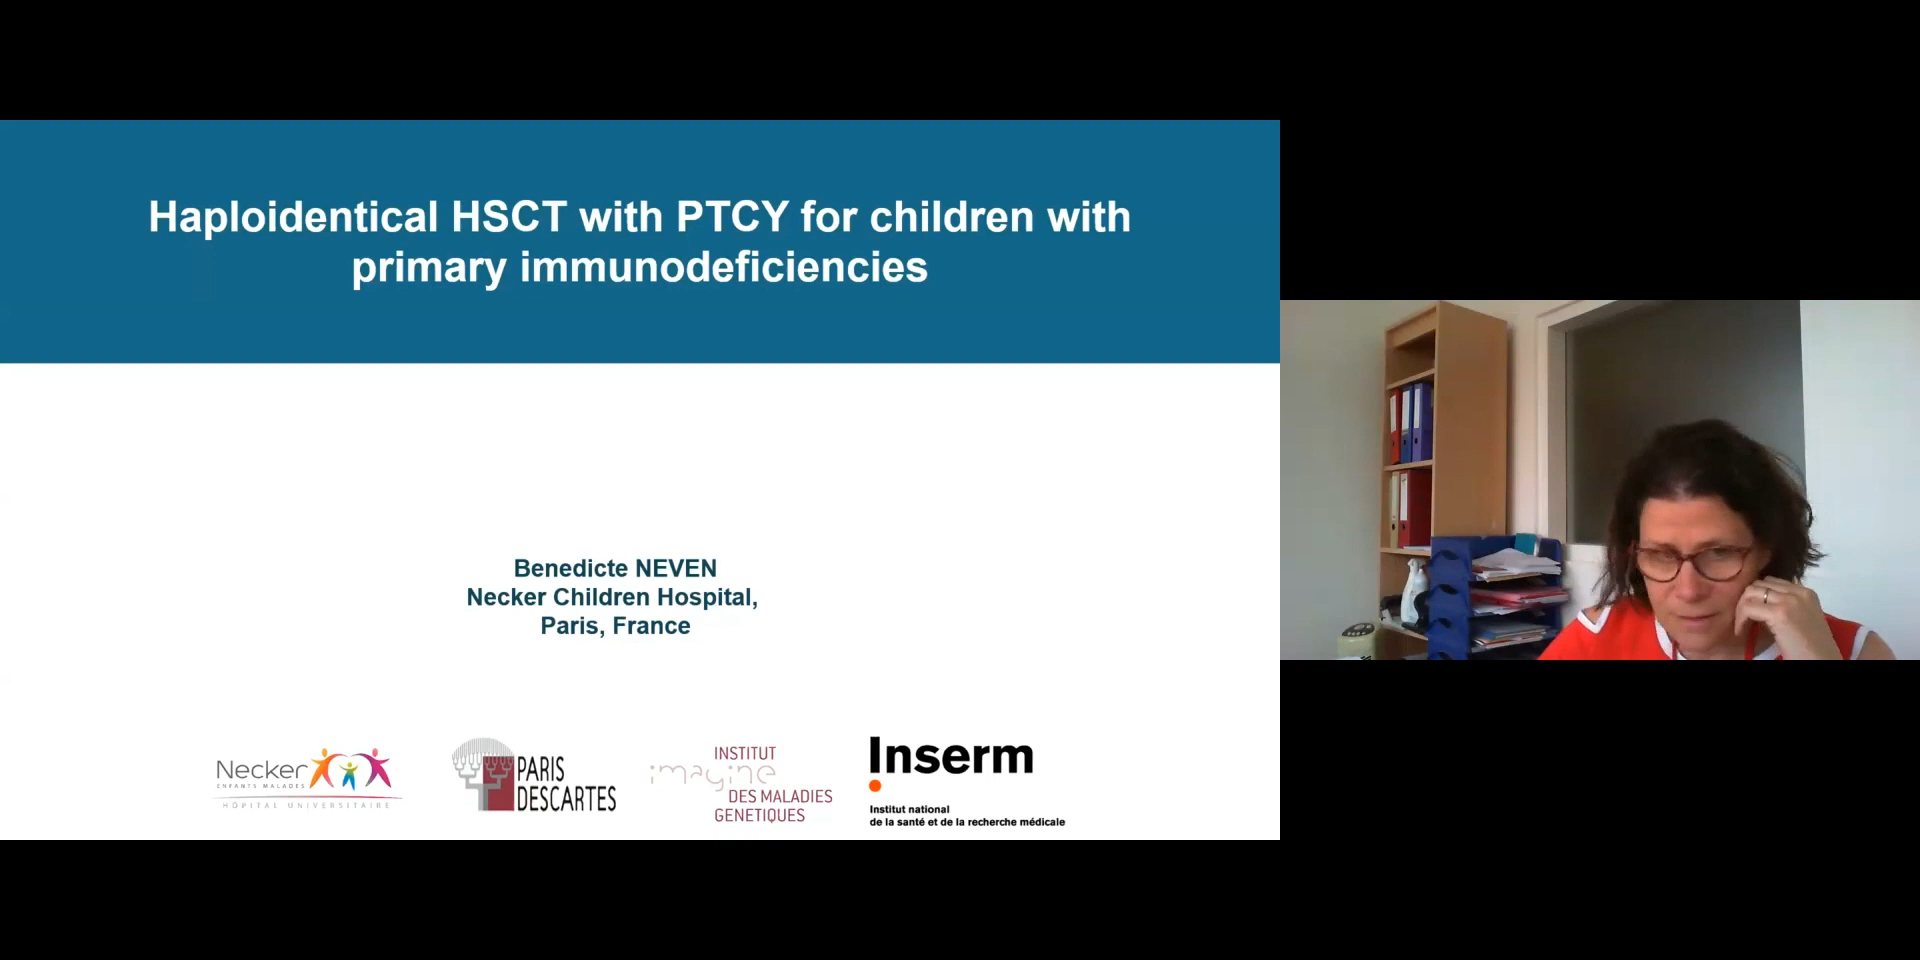 Haploidentical HSCT with PTCY for children with
primary immunodeficiencies
Benedicte NEVEN
Necker Children Hospital,
Paris, France
Necker
ENFANTS MALADES
HÔPITAL UNIVERSITAIRE
PARIS
DESCARTES
INSTITUT
imagine
DES MALADIES
GENETIQUES
Inserm
Institut national
de la santé et de la recherche médicale